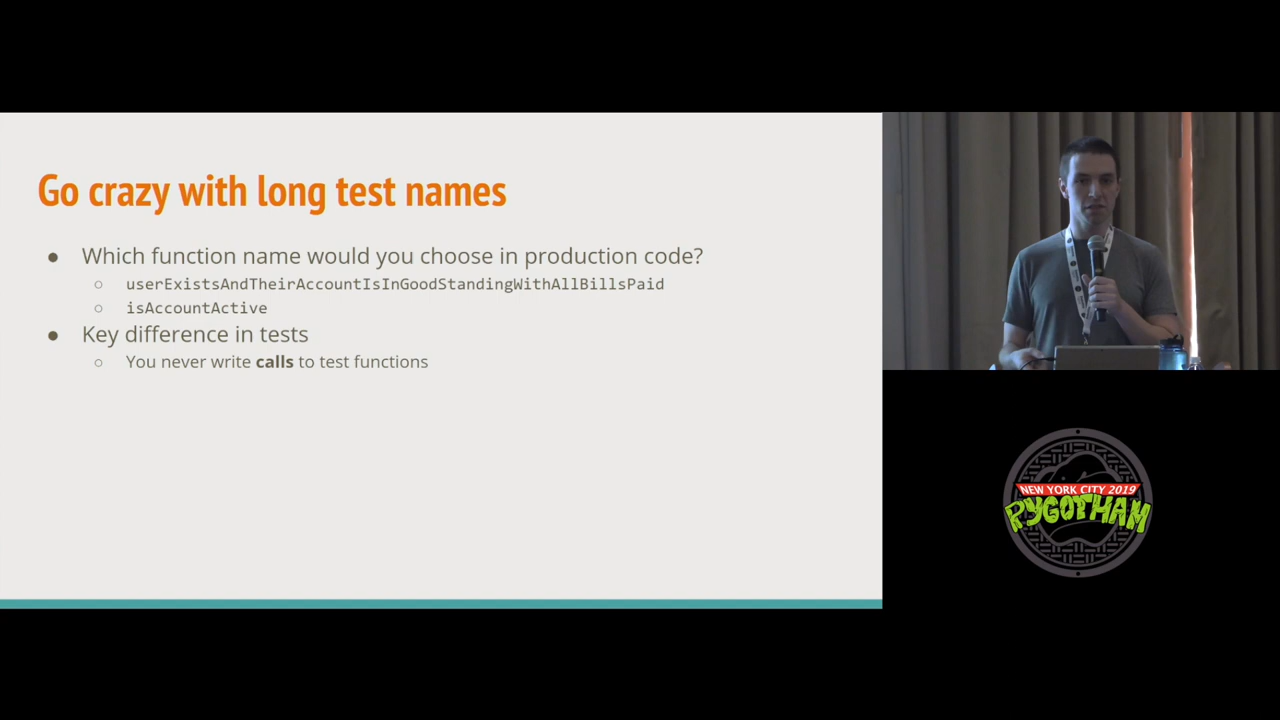 Go crazy with long test names
● Which function name would you choose in production code?
○ userExistsAndTheirAccountIsInGoodStandingWithAllBillsPaid
○ isAccountActive
● Key difference in tests
○ You never write calls to test functions
NEW YORK CITY 2019
PYGOTHAM